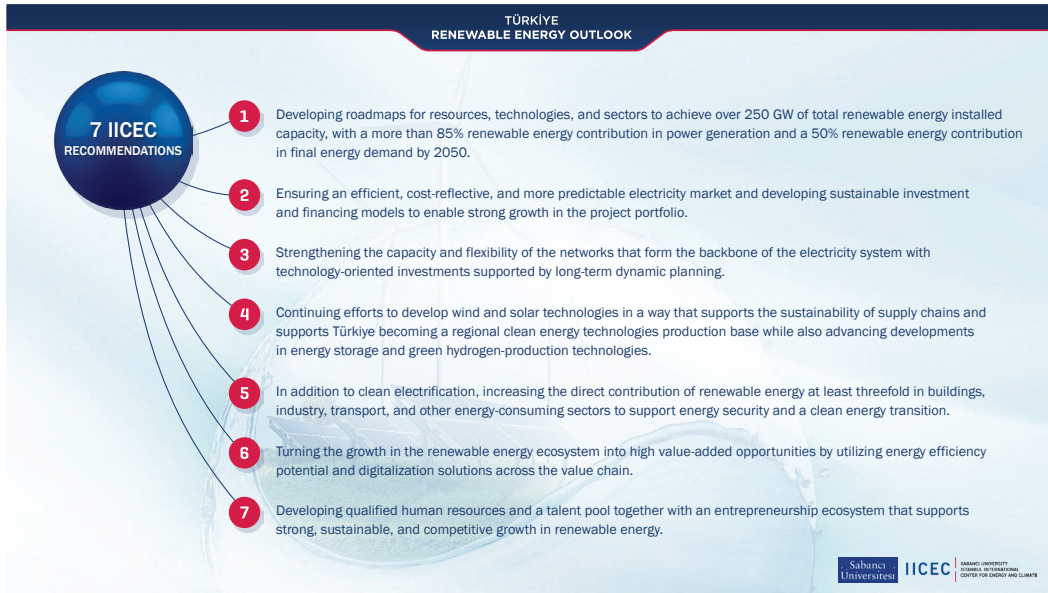 TÜRKİYE
RENEWABLE ENERGY OUTLOOK
7 IICEC
RECOMMENDATIONS
1
Developing roadmaps for resources, technologies, and sectors to achieve over 250 GW of total renewable energy installed
capacity, with a more than 85% renewable energy contribution in power generation and a 50% renewable energy contribution
in final energy demand by 2050.
2
Ensuring an efficient, cost-reflective, and more predictable electricity market and developing sustainable investment
and financing models to enable strong growth in the project portfolio.
3
Strengthening the capacity and flexibility of the networks that form the backbone of the electricity system with
technology-oriented investments supported by long-term dynamic planning.
4
Continuing efforts to develop wind and solar technologies in a way that supports the sustainability of supply chains and
supports Türkiye becoming a regional clean energy technologies production base while also advancing developments
in energy storage and green hydrogen-production technologies.
5
In addition to clean electrification, increasing the direct contribution of renewable energy at least threefold in buildings,
industry, transport, and other energy-consuming sectors to support energy security and a clean energy transition.
6
Turning the growth in the renewable energy ecosystem into high value-added opportunities by utilizing energy efficiency
potential and digitalization solutions across the value chain.
7
Developing qualified human resources and a talent pool together with an entrepreneurship ecosystem that supports
strong, sustainable, and competitive growth in renewable energy.
Sabancı
Üniversitesi
IICEC
SABANCI UNIVERSITY
ISTANBUL INTERNATIONAL
CENTER FOR ENERGY AND CLIMATE